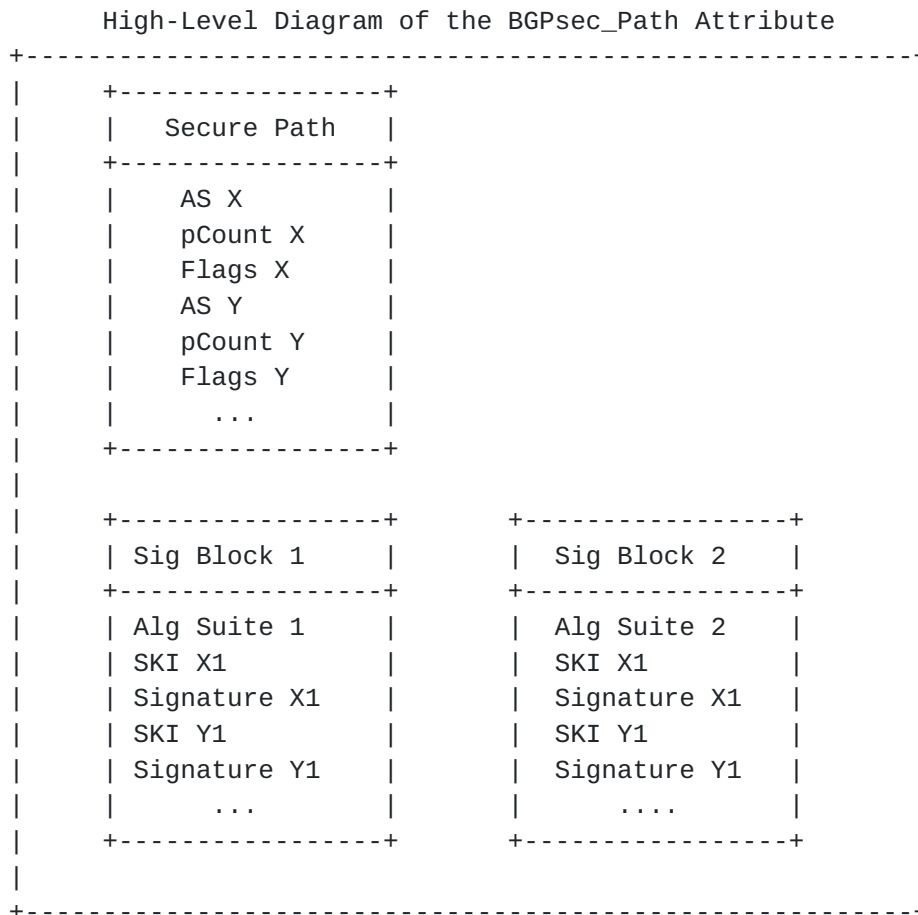 High-Level Diagram of the BGPsec_Path Attribute
Secure Path
AS X
pCount X
Flags X
AS Y
pCount Y
Flags Y
...
Sig Block 1
Alg Suite 1
SKI X1
Signature X1
SKI Y1
Signature Y1
...
Sig Block 2
Alg Suite 2
SKI X1
Signature X1
SKI Y1
Signature Y1
....